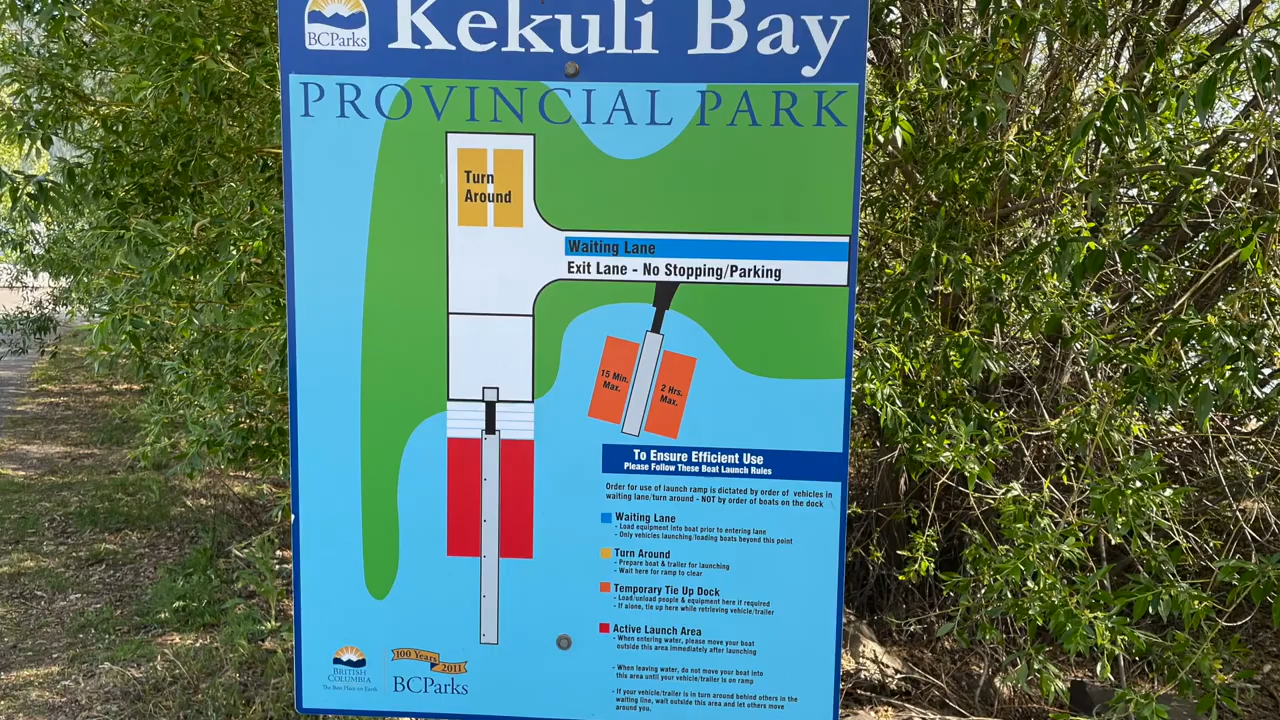 BCParks
Kekuli Bay
PROVINCIAL PARK
Turn
Around
Waiting Lane
Exit Lane - No Stopping/Parking
15 Min.
Max.
2 Hrs.
Max.
To Ensure Efficient Use
Please Follow These Boat Launch Rules
Order for use of launch ramp is dictated by order of vehicles in
waiting lane/turn around - NOT by order of boats on the dock
Waiting Lane
- Load equipment into boat prior to entering lane
- Only vehicles launching/loading boats beyond this point
Turn Around
- Prepare boat & trailer for launching
- Wait here for ramp to clear
Temporary Tie Up Dock
- Load/unload people & equipment here if required
- If alone, tie up here while retrieving vehicle/trailer
Active Launch Area
- When entering water, please move your boat
outside this area immediately after launching
- When leaving water, do not move your boat into
this area until your vehicle/trailer is on ramp
- If your vehicle/trailer is in turn around behind others in the
waiting line, wait outside this area and let others move
around you.
BRITISH
COLUMBIA
The Best Place on Earth
100 Years
2011
BCParks